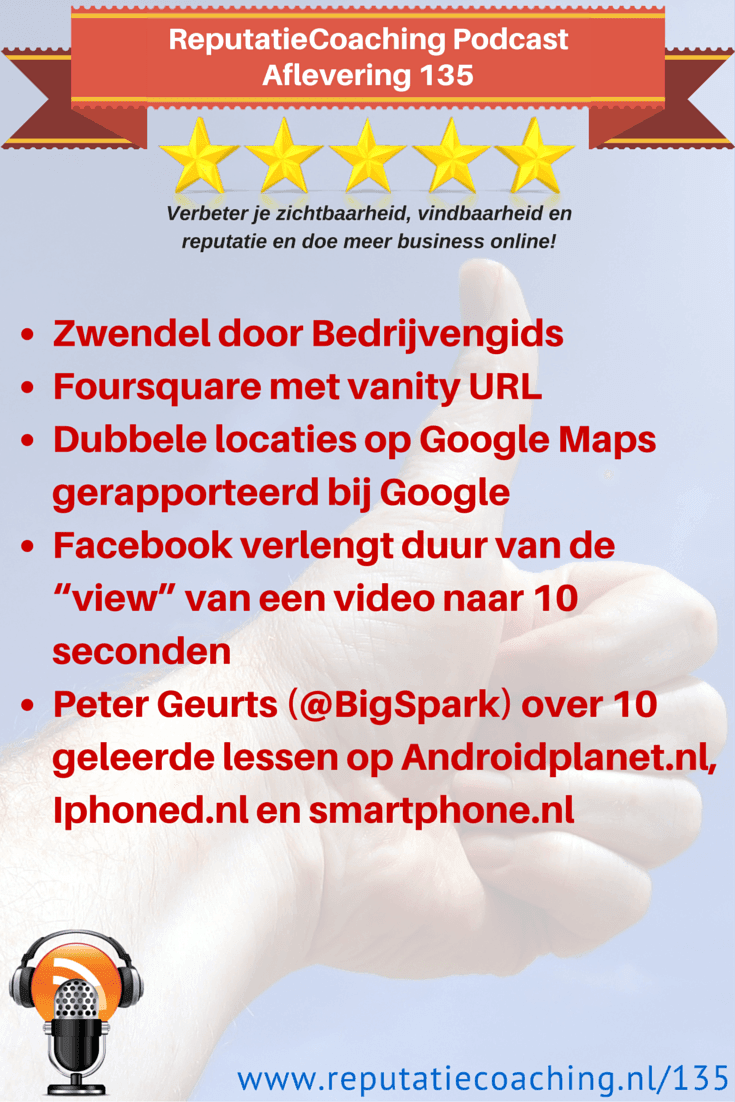 ReputatieCoaching Podcast
Aflevering 135
Verbeter je zichtbaarheid, vindbaarheid en
reputatie en doe meer business online!
• Zwendel door Bedrijvengids
• Foursquare met vanity URL
• Dubbele locaties op Google Maps
gerapporteerd bij Google
• Facebook verlengt duur van de
“view” van een video naar 10
seconden
• Peter Geurts (@BigSpark) over 10
geleerde lessen op Androidplanet.nl,
Iphoned.nl en smartphone.nl
www.reputatiecoaching.nl/135